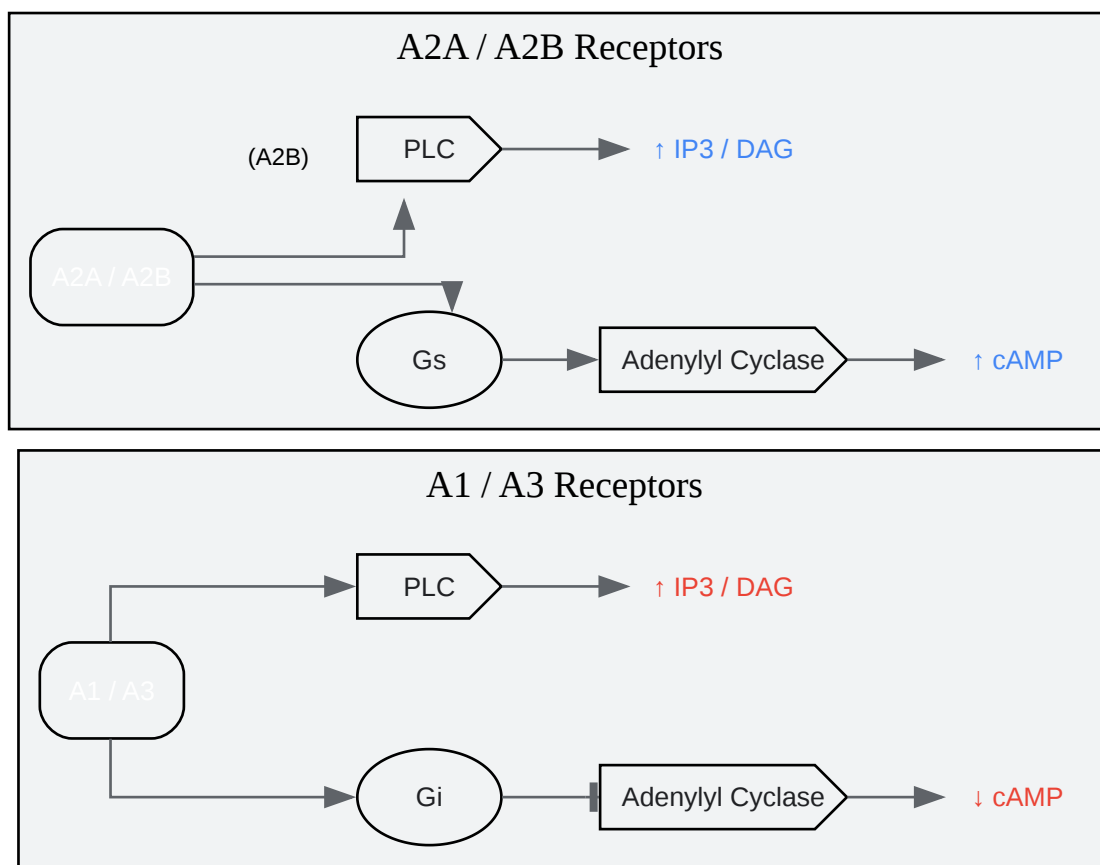 A2A / A2B Receptors
(A2B)
PLC
↑ IP3 / DAG
A2A / A2B
Gs
Adenylyl Cyclase
↑ cAMP
A1 / A3 Receptors
PLC
↑ IP3 / DAG
A1 / A3
Gi
Adenylyl Cyclase
↓ cAMP